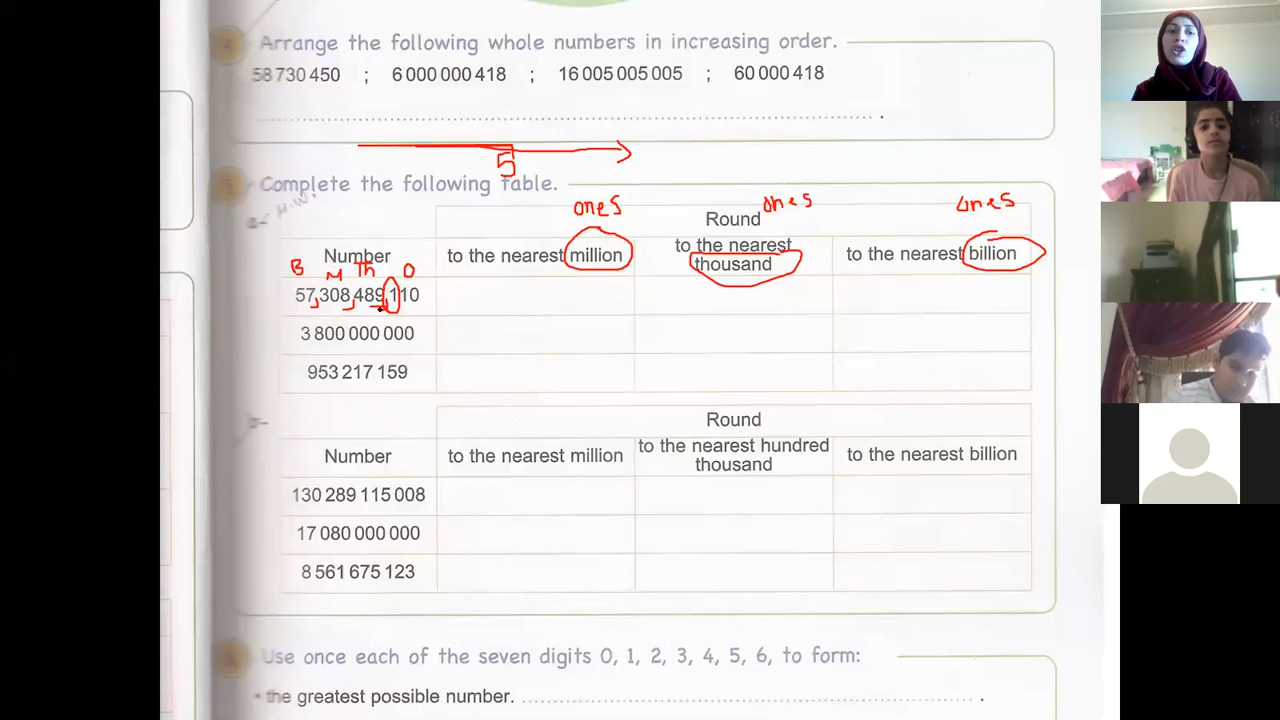 Arrange the following whole numbers in increasing order.
58 730 450 ; 6 000 000 418 ; 16 005 005 005 ; 60 000 418
.
5
Complete the following table.
H.W.
ones ones ones
a-
Round
Number to the nearest million to the nearest thousand to the nearest billion
B M Th O
57,308,489,110
3 800 000 000
953 217 159
b-
Round
Number to the nearest million to the nearest hundred thousand to the nearest billion
130 289 115 008
17 080 000 000
8 561 675 123
Use once each of the seven digits 0, 1, 2, 3, 4, 5, 6, to form:
• the greatest possible number. .